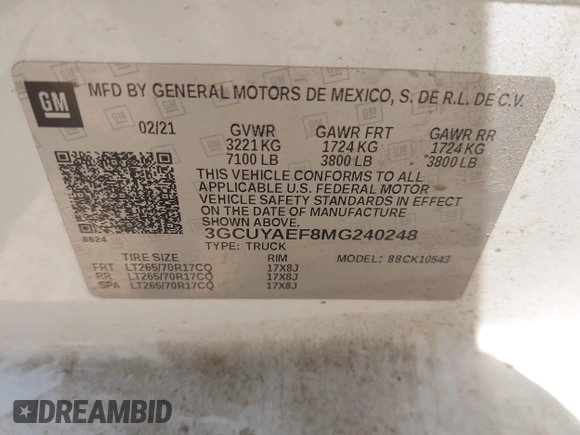 GM
MFD BY GENERAL MOTORS DE MEXICO, S. DE R.L. DE C.V.
02/21 GVWR GAWR FRT GAWR RR
3221 KG 1724 KG 1724 KG
7100 LB 3800 LB 3800 LB
THIS VEHICLE CONFORMS TO ALL
APPLICABLE U.S. FEDERAL MOTOR
VEHICLE SAFETY STANDARDS IN EFFECT
ON THE DATE OF MANUFACTURE
SHOWN ABOVE.
8624 3GCUYAEF8MG240248
TYPE: TRUCK
TIRE SIZE RIM MODEL: 88CK10543
FRT LT265/70R17CQ 17X8J
RR LT265/70R17CQ 17X8J
SPA LT265/70R17CQ 17X8J
DREAMBID